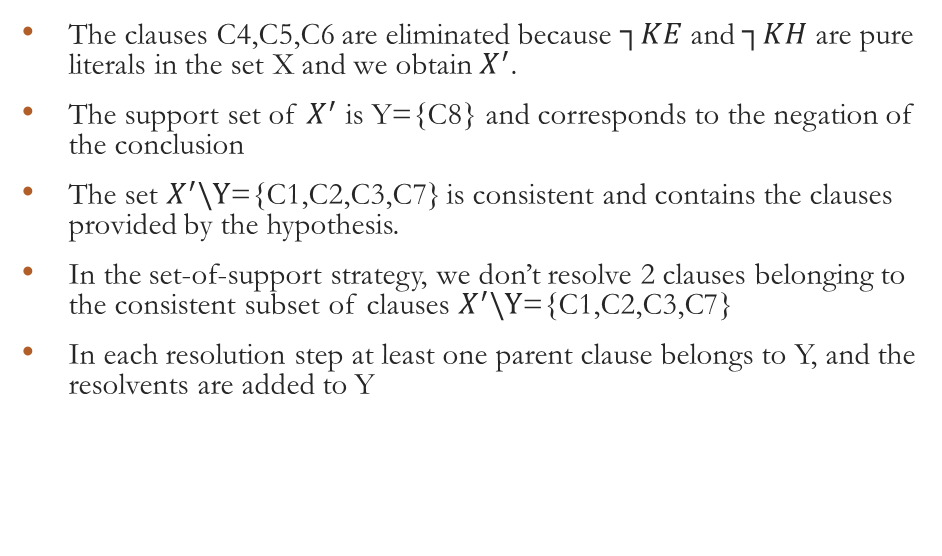 • The clauses C4,C5,C6 are eliminated because ┐KE and ┐KH are pure
literals in the set X and we obtain X′.
• The support set of X′ is Y={C8} and corresponds to the negation of
the conclusion
• The set X′\Y={C1,C2,C3,C7} is consistent and contains the clauses
provided by the hypothesis.
• In the set-of-support strategy, we don’t resolve 2 clauses belonging to
the consistent subset of clauses X′\Y={C1,C2,C3,C7}
• In each resolution step at least one parent clause belongs to Y, and the
resolvents are added to Y